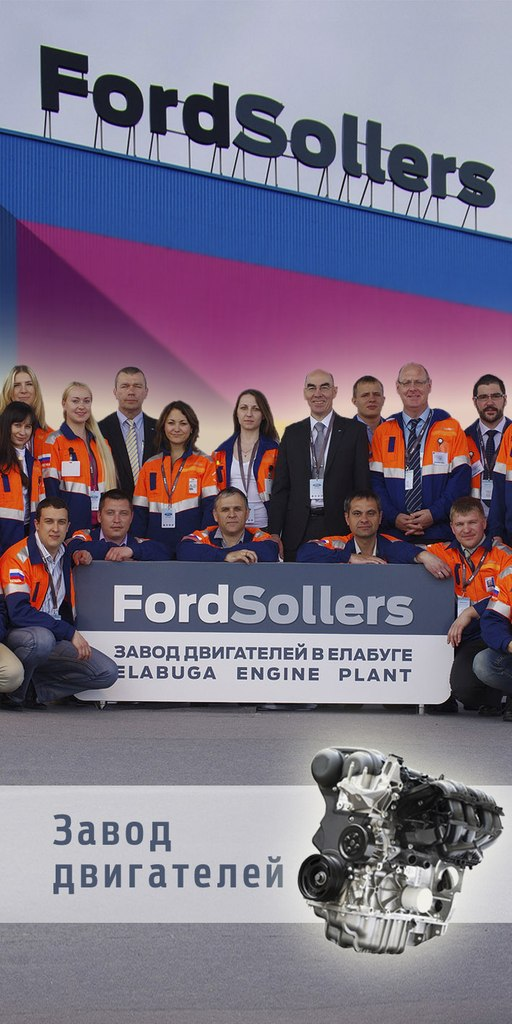 FordSollers
FordSollers
ЗАВОД ДВИГАТЕЛЕЙ В ЕЛАБУГЕ
ELABUGA ENGINE PLANT
Завод
двигателей